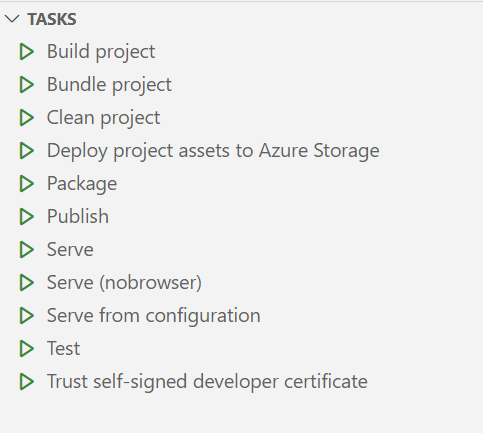 TASKS
Build project
Bundle project
Clean project
Deploy project assets to Azure Storage
Package
Publish
Serve
Serve (nobrowser)
Serve from configuration
Test
Trust self-signed developer certificate